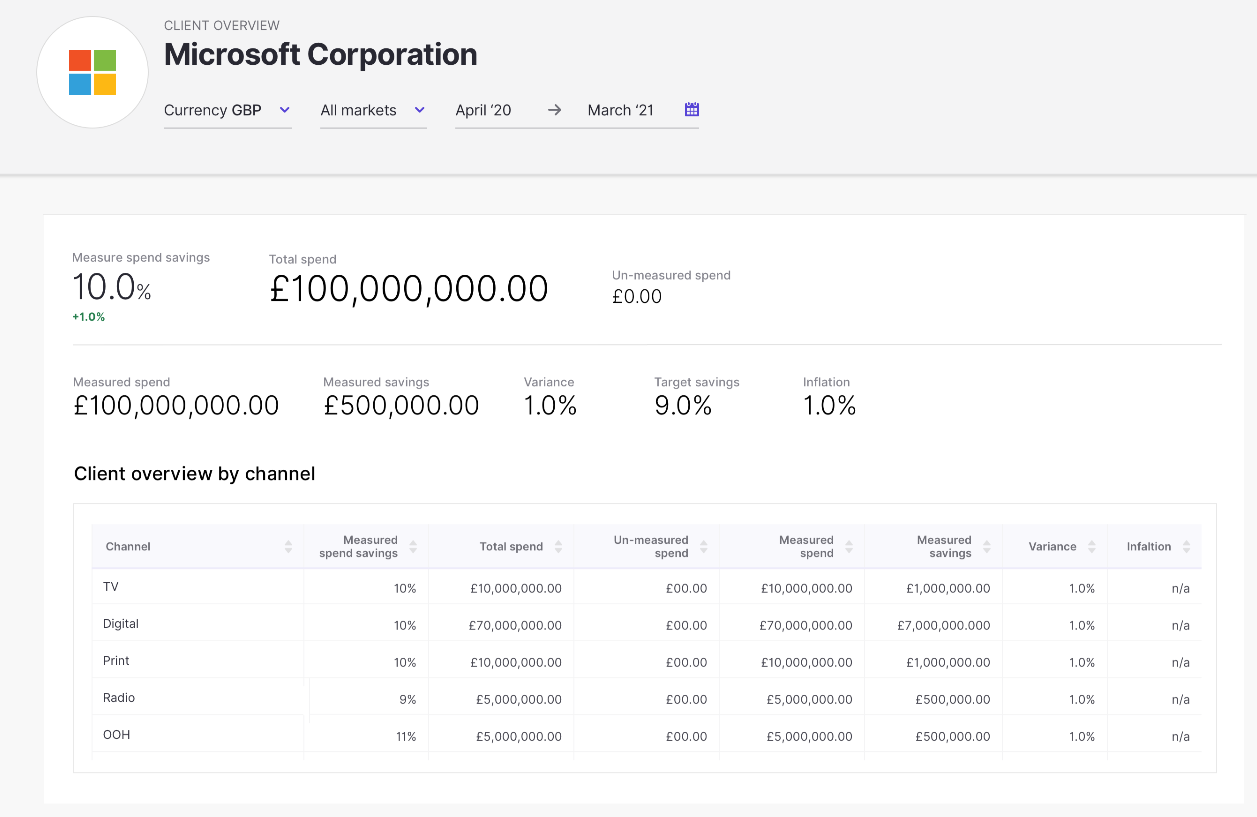 CLIENT OVERVIEW
Microsoft Corporation
Currency GBP All markets April ‘20 → March ‘21
Measure spend savings Total spend Un-measured spend
10.0% £100,000,000.00 £0.00
+1.0%
Measured spend Measured savings Variance Target savings Inflation
£100,000,000.00 £500,000.00 1.0% 9.0% 1.0%
Client overview by channel
Channel Measured spend savings Total spend Un-measured spend Measured spend Measured savings Variance Infaltion
TV 10% £10,000,000.00 £00.00 £10,000,000.00 £1,000,000.00 1.0% n/a
Digital 10% £70,000,000.00 £00.00 £70,000,000.00 £7,000,000.000 1.0% n/a
Print 10% £10,000,000.00 £00.00 £10,000,000.00 £1,000,000.00 1.0% n/a
Radio 9% £5,000,000.00 £00.00 £5,000,000.00 £500,000.00 1.0% n/a
OOH 11% £5,000,000.00 £00.00 £5,000,000.00 £500,000.00 1.0% n/a